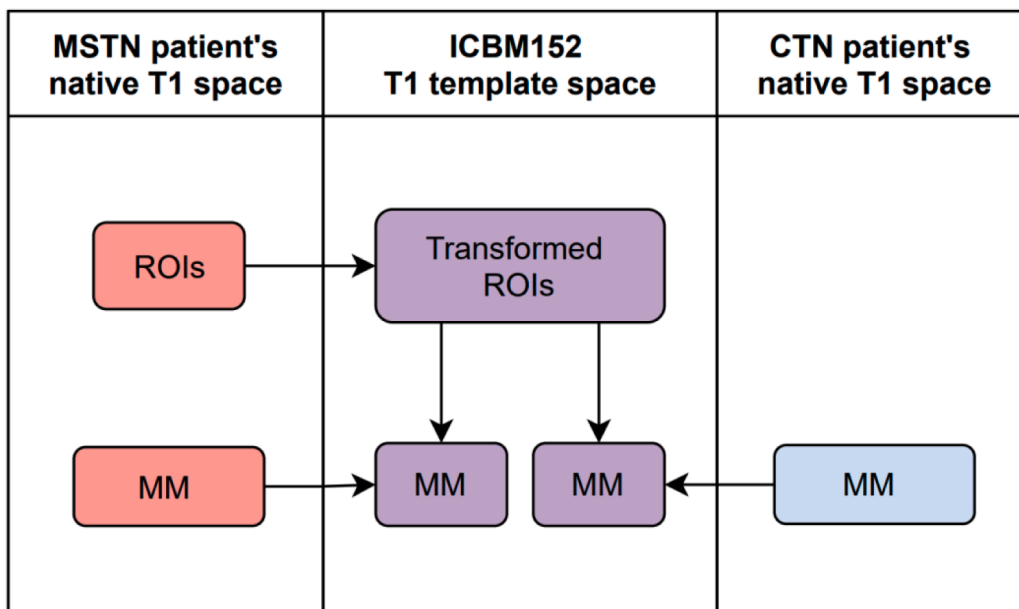 MSTN patient's
native T1 space
ICBM152
T1 template space
CTN patient's
native T1 space
ROIs
Transformed
ROIs
MM
MM
MM
MM